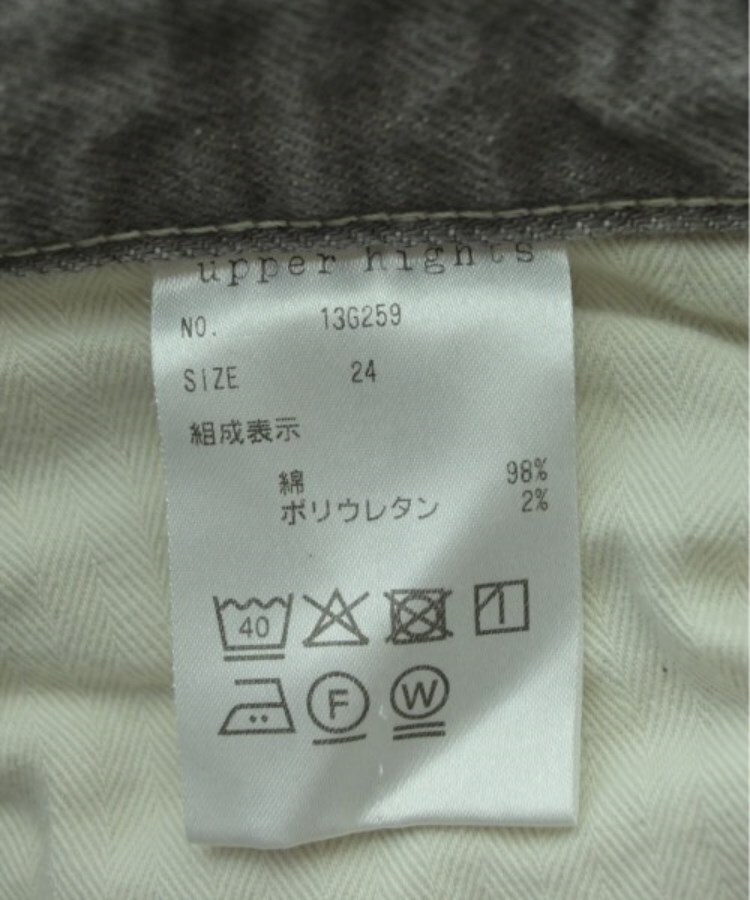 upper hights
NO. 13G259
SIZE 24
組成表示
綿 98%
ポリウレタン 2%
40
F W